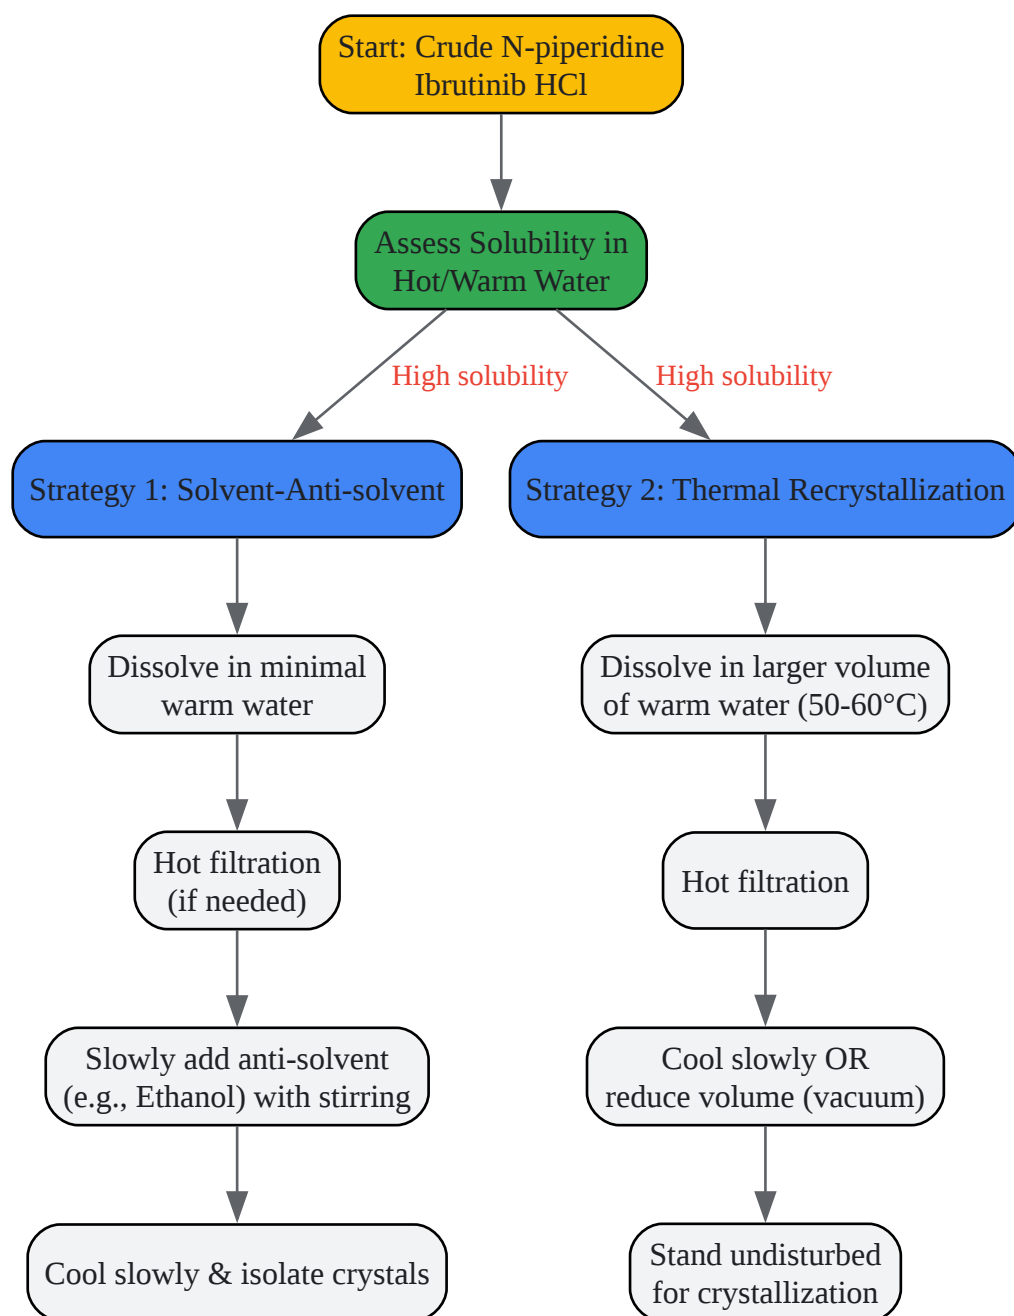 Start: Crude N-piperidine
Ibrutinib HCl
Assess Solubility in
Hot/Warm Water
High solubility
High solubility
Strategy 1: Solvent-Anti-solvent
Strategy 2: Thermal Recrystallization
Dissolve in minimal
warm water
Dissolve in larger volume
of warm water (50-60°C)
Hot filtration
(if needed)
Hot filtration
Slowly add anti-solvent
(e.g., Ethanol) with stirring
Cool slowly OR
reduce volume (vacuum)
Cool slowly & isolate crystals
Stand undisturbed
for crystallization